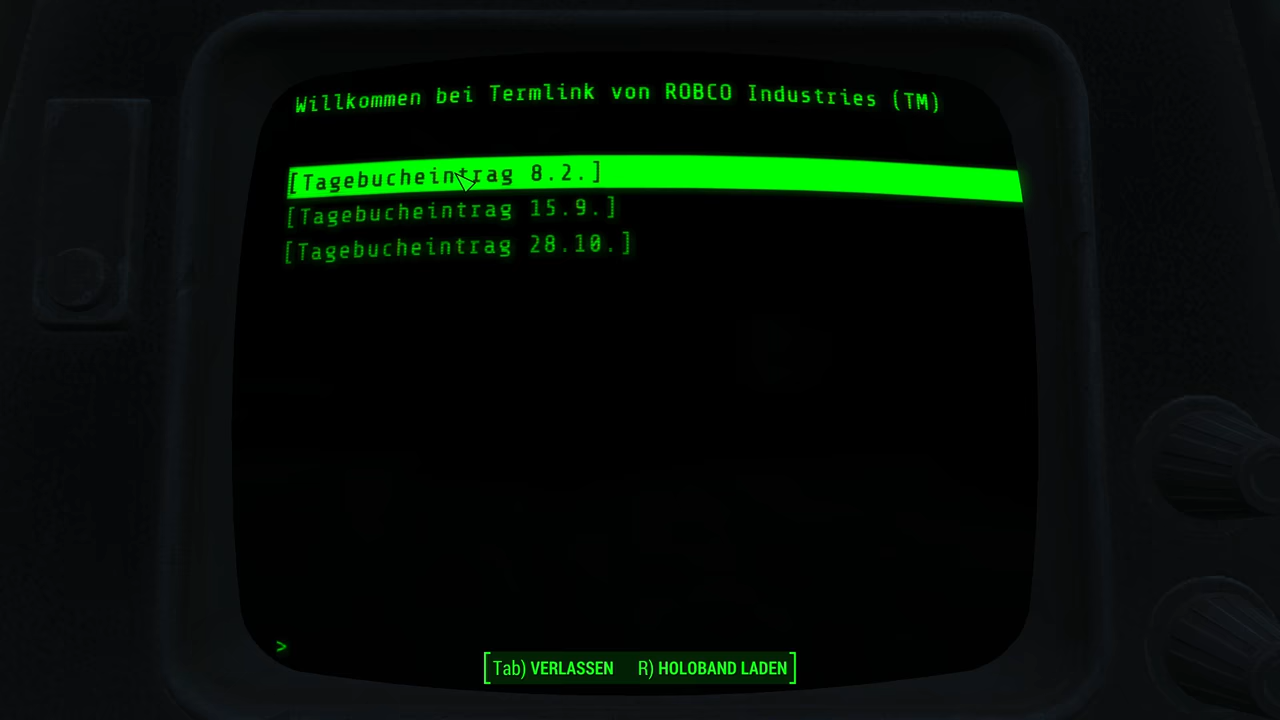 Willkommen bei Termlink von ROBCO Industries (TM)
[Tagebucheintrag 8.2.]
[Tagebucheintrag 15.9.]
[Tagebucheintrag 28.10.]
>
Tab) VERLASSEN R) HOLOBAND LADEN